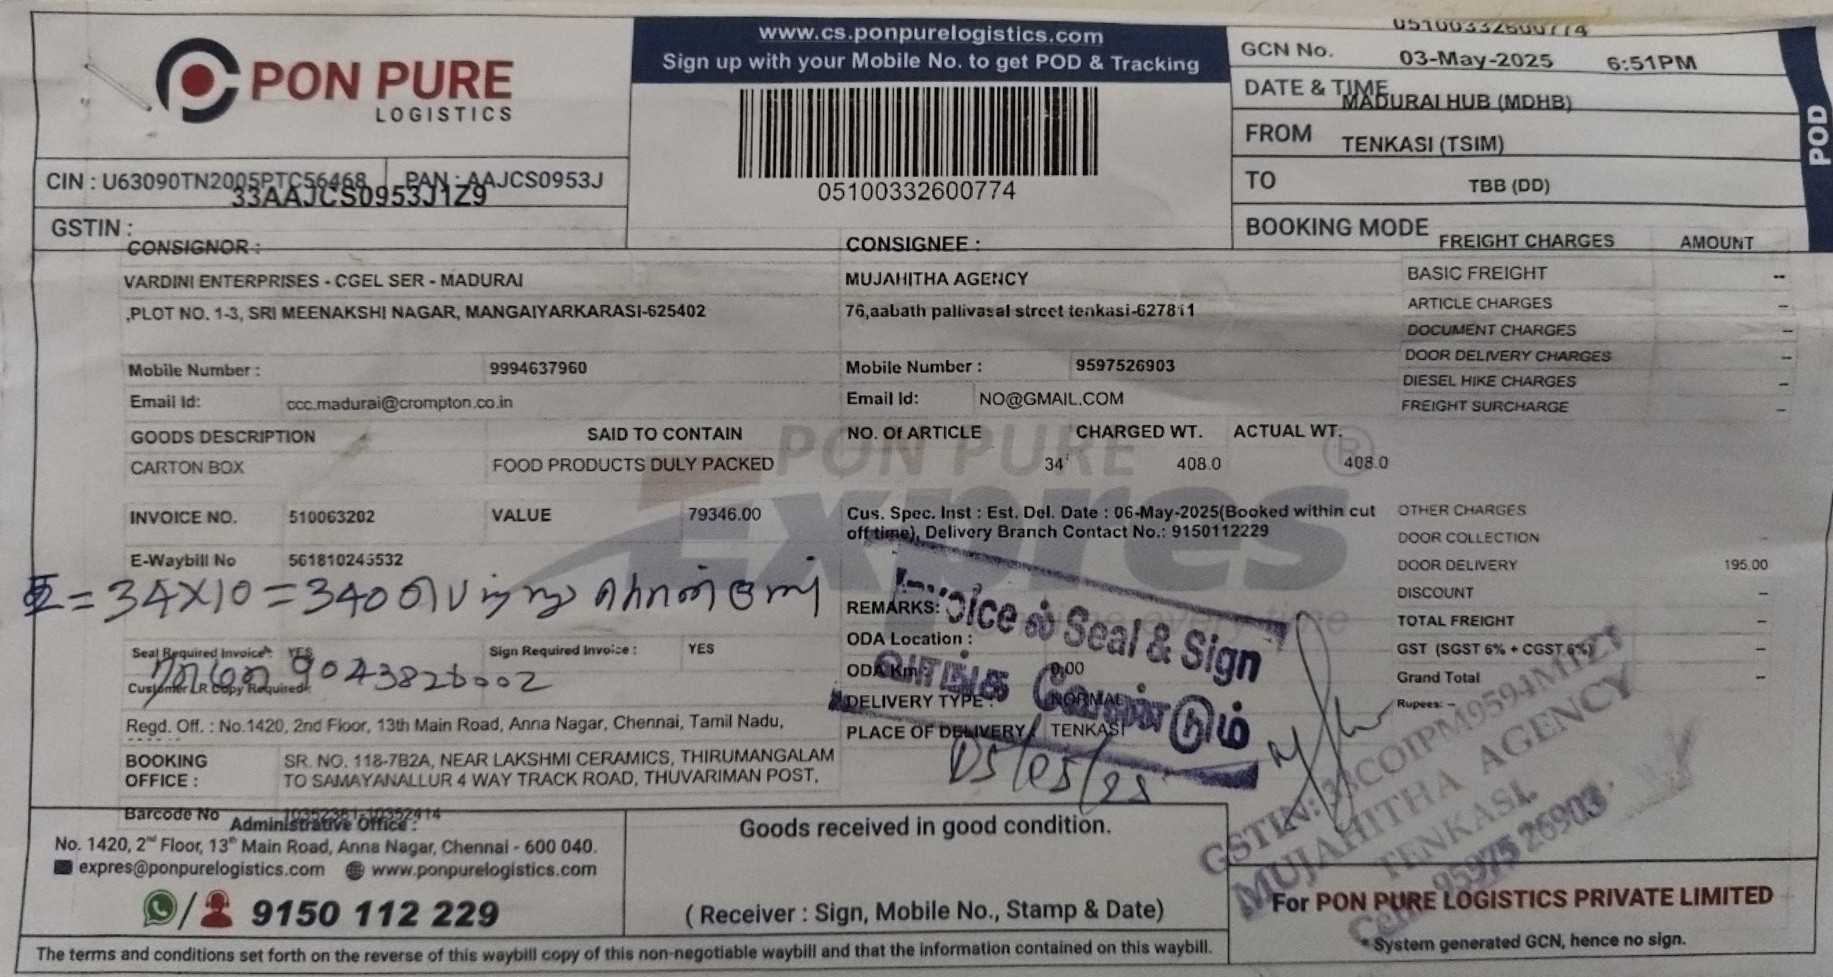 PON PURE
LOGISTICS
www.cs.ponpurelogistics.com
Sign up with your Mobile No. to get POD & Tracking
05100332600774
GCN No. 05100332600774
DATE & TIME 03-May-2025 6:51PM
FROM MADURAI HUB (MDHB)
TO TENKASI (TSIM)
BOOKING MODE TBB (DD)
POD
CIN : U63090TN2005PTC56468 PAN : AAJCS0953J
GSTIN : 33AAJCS0953J1Z9
CONSIGNOR :
VARDINI ENTERPRISES - CGEL SER - MADURAI
,PLOT NO. 1-3, SRI MEENAKSHI NAGAR, MANGAIYARKARASI-625402
Mobile Number : 9994637960
Email Id: ccc.madurai@crompton.co.in
CONSIGNEE :
MUJAHITHA AGENCY
76,aabath pallivasal street tenkasi-627811
Mobile Number : 9597526903
Email Id: NO@GMAIL.COM
FREIGHT CHARGES AMOUNT
BASIC FREIGHT --
ARTICLE CHARGES --
DOCUMENT CHARGES --
DOOR DELIVERY CHARGES --
DIESEL HIKE CHARGES --
FREIGHT SURCHARGE --
GOODS DESCRIPTION SAID TO CONTAIN NO. Of ARTICLE CHARGED WT. ACTUAL WT.
CARTON BOX FOOD PRODUCTS DULY PACKED 34 408.0 408.0
PON PURE
Expres
®
INVOICE NO. 510063202 VALUE 79346.00
E-Waybill No 561810245532
Cus. Spec. Inst : Est. Del. Date : 06-May-2025(Booked within cut
off time), Delivery Branch Contact No.: 9150112229
OTHER CHARGES
DOOR COLLECTION --
DOOR DELIVERY 195.00
DISCOUNT --
TOTAL FREIGHT --
GST (SGST 6% + CGST 6%) --
Grand Total --
Rupees: --
= 34X10 = 340 பெற்று கொண்டேன்
9043826002
Seal Required Invoice : YES Sign Required Invoice : YES
Customer LR Copy Required:
REMARKS:
ODA Location :
ODA Km 0.00
DELIVERY TYPE : NORMAL
PLACE OF DELIVERY TENKASI
Invoice ல் Seal & Sign
வாங்க வேண்டும்
05/05/25
Regd. Off. : No.1420, 2nd Floor, 13th Main Road, Anna Nagar, Chennai, Tamil Nadu,
BOOKING OFFICE : SR. NO. 118-7B2A, NEAR LAKSHMI CERAMICS, THIRUMANGALAM
TO SAMAYANALLUR 4 WAY TRACK ROAD, THUVARIMAN POST,
Barcode No 10352381-10352414
Administrative Office :
No. 1420, 2nd Floor, 13th Main Road, Anna Nagar, Chennai - 600 040.
expres@ponpurelogistics.com www.ponpurelogistics.com
9150 112 229
Goods received in good condition.
( Receiver : Sign, Mobile No., Stamp & Date)
MUJAHITHA AGENCY
TENKASI.
Cell: 95975 26903
For PON PURE LOGISTICS PRIVATE LIMITED
* System generated GCN, hence no sign.
The terms and conditions set forth on the reverse of this waybill copy of this non-negotiable waybill and that the information contained on this waybill.